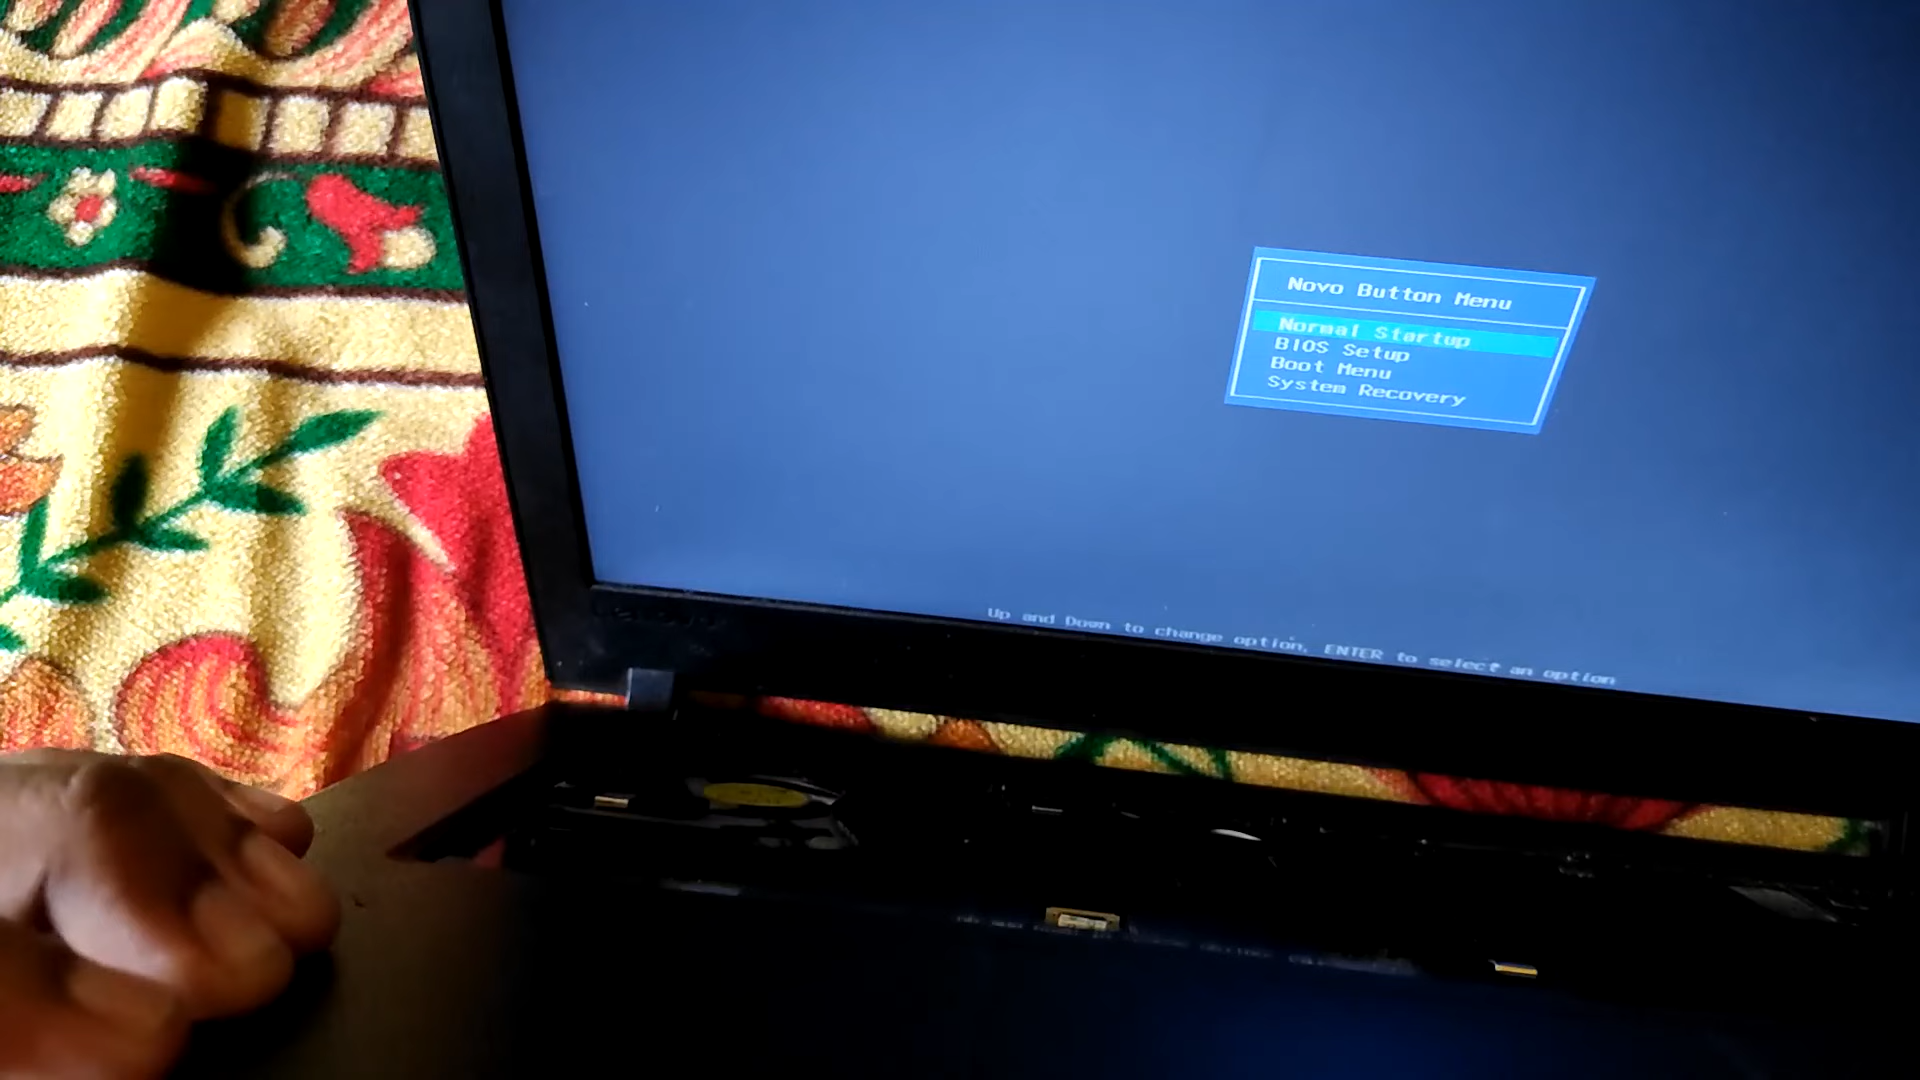 Novo Button Menu
Normal Startup
BIOS Setup
Boot Menu
System Recovery
Up and Down to change option, ENTER to select an option